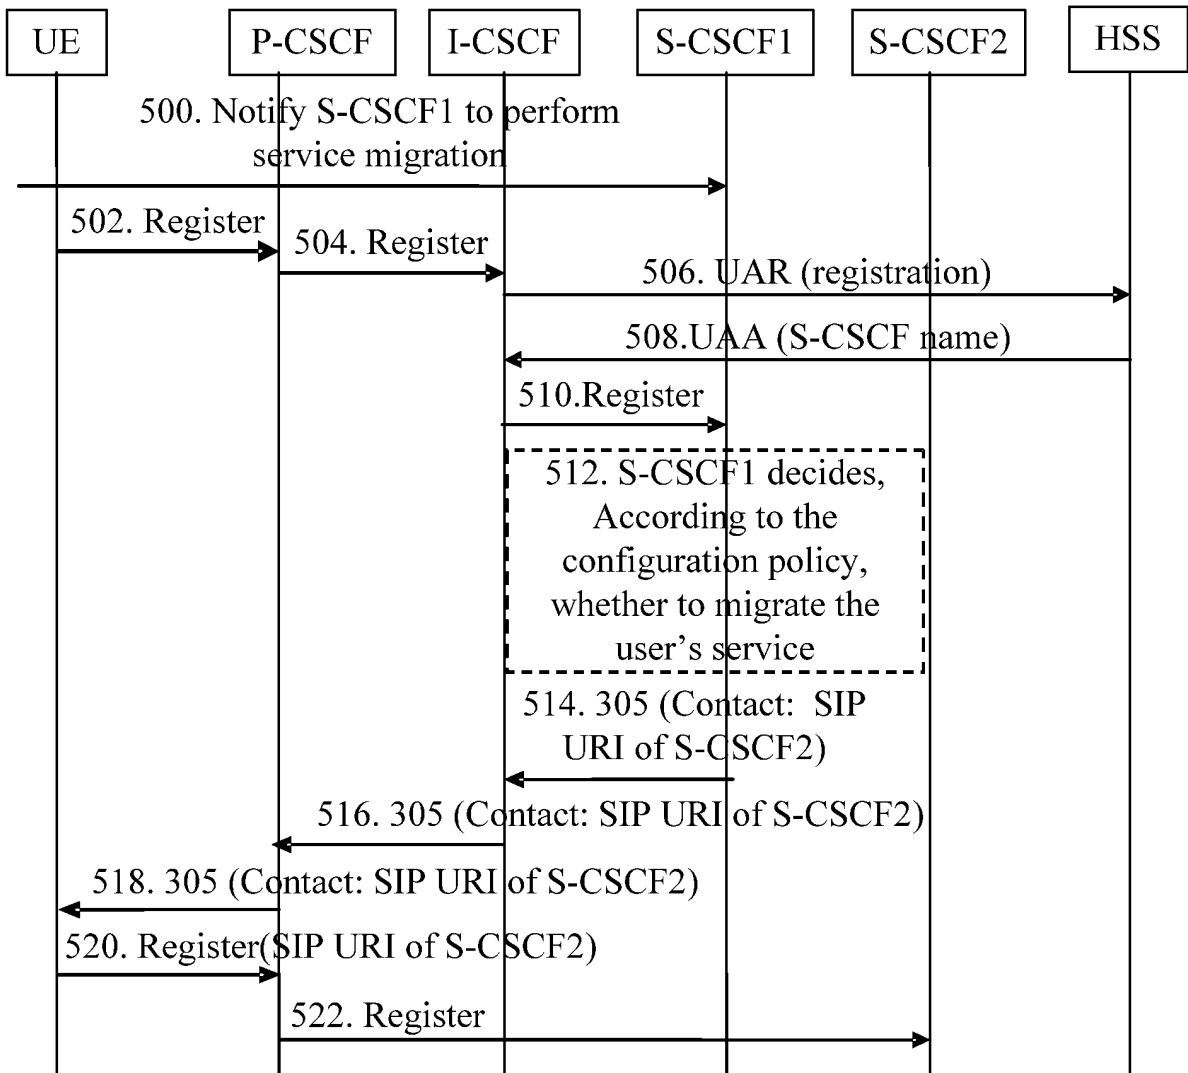 UE
P-CSCF
I-CSCF
S-CSCF1
S-CSCF2
HSS
500. Notify S-CSCF1 to perform
service migration
502. Register
504. Register
506. UAR (registration)
508.UAA (S-CSCF name)
510.Register
512. S-CSCF1 decides,
According to the
configuration policy,
whether to migrate the
user's service
514. 305 (Contact: SIP
URI of S-CSCF2)
516. 305 (Contact: SIP URI of S-CSCF2)
518. 305 (Contact: SIP URI of S-CSCF2)
520. Register(SIP URI of S-CSCF2)
522. Register